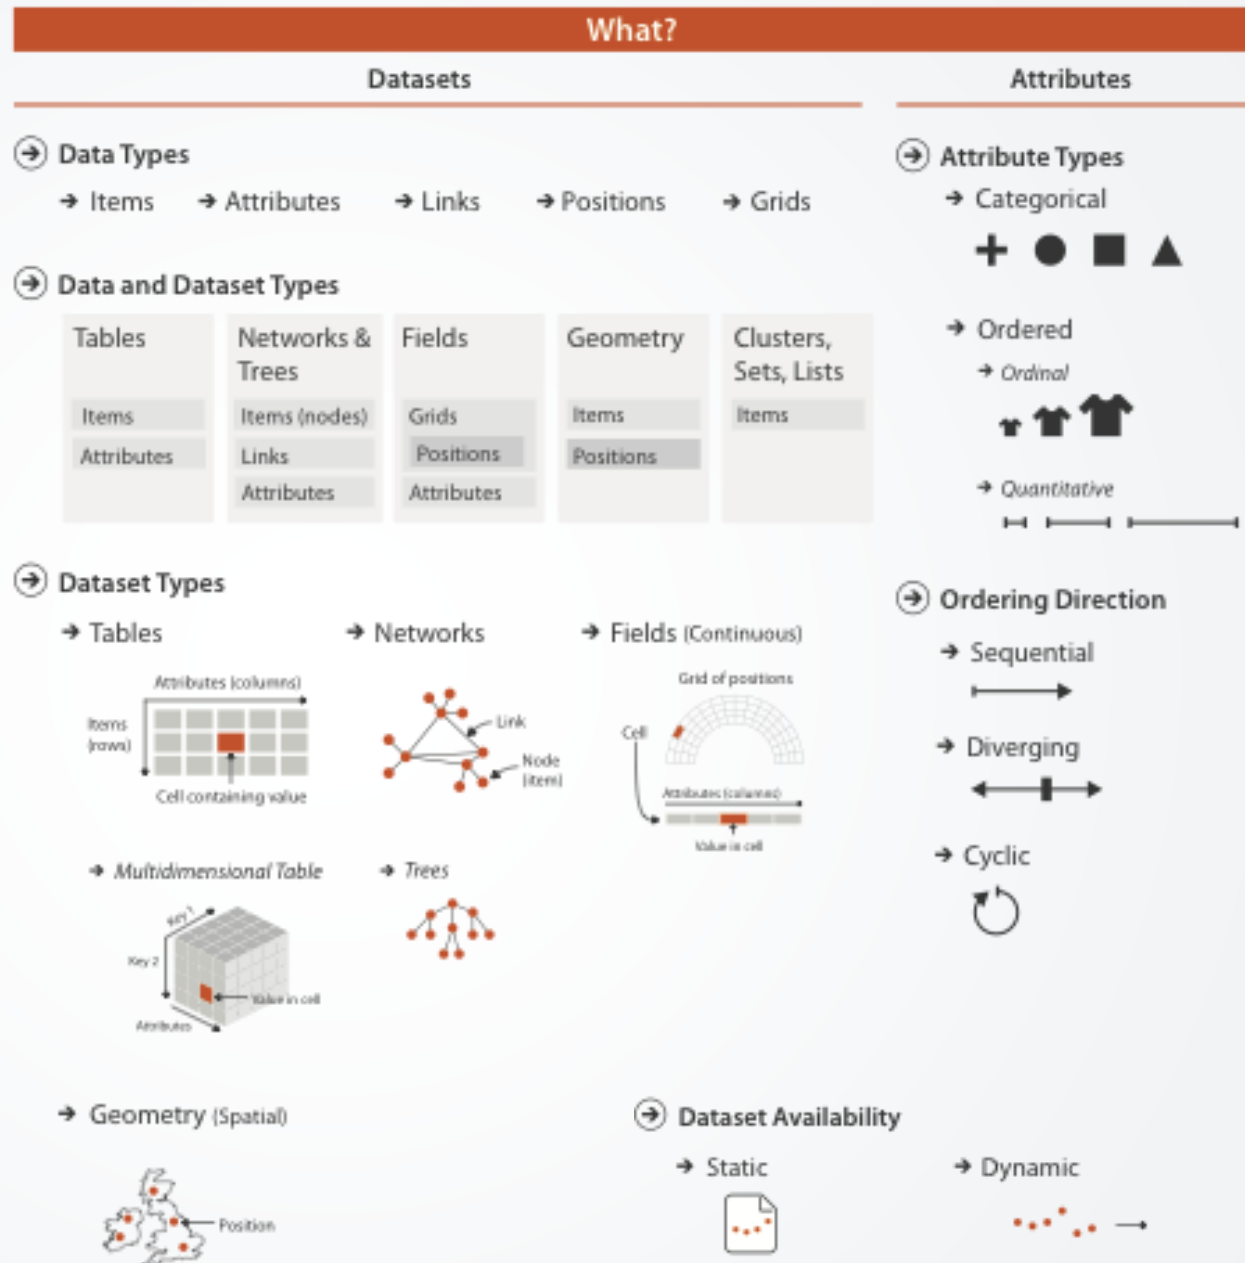 What?
Datasets
Attributes
Data Types
Items
Attributes
Links
Positions
Grids
Data and Dataset Types
Tables
Items
Attributes
Networks &
Trees
Items (nodes)
Links
Attributes
Fields
Grids
Positions
Attributes
Geometry
Items
Positions
Clusters,
Sets, Lists
Items
Dataset Types
Tables
Attributes (columns)
Items
(rows)
Cell containing value
Networks
Link
Node
(item)
Fields (Continuous)
Grid of positions
Cell
Attributes (columns)
Value in cell
Multidimensional Table
Key 1
Key 2
Value in cell
Attributes
Trees
Geometry (Spatial)
Position
Attribute Types
Categorical
Ordered
Ordinal
Quantitative
Ordering Direction
Sequential
Diverging
Cyclic
Dataset Availability
Static
Dynamic